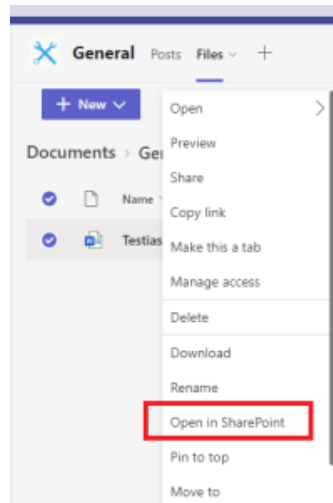 General Posts Files
New
Open
Documents > Ge
Preview
Share
Name
Copy link
Testias
Make this a tab
Manage access
Delete
Download
Rename
Open in SharePoint
Pin to top
Move to